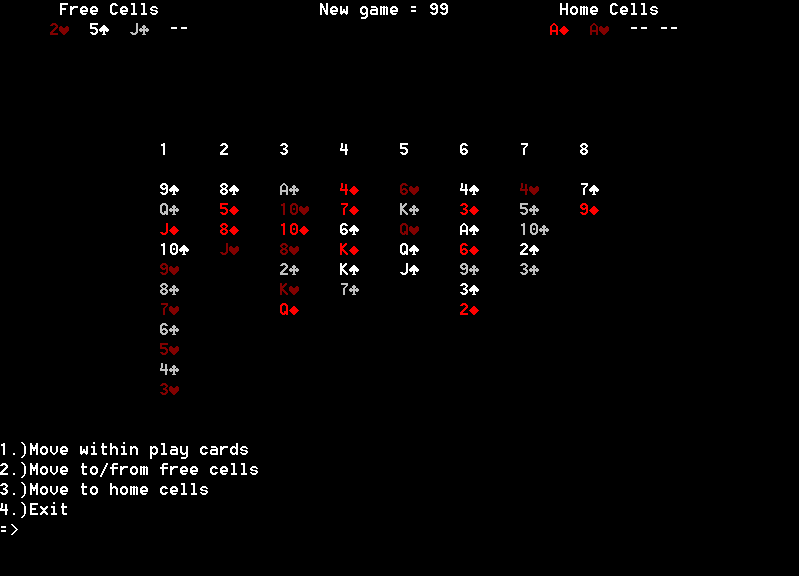 Free Cells New game = 99 Home Cells
2♥ 5♠ J♣ -- A♦ A♥ -- --
1 2 3 4 5 6 7 8
9♠ 8♠ A♣ 4♦ 6♥ 4♠ 4♥ 7♠
Q♣ 5♦ 10♥ 7♦ K♣ 3♦ 5♣ 9♦
J♦ 8♦ 10♦ 6♠ Q♥ A♠ 10♣
10♠ J♥ 8♥ K♦ Q♠ 6♦ 2♠
9♥ 2♣ K♠ J♠ 9♣ 3♣
8♣ K♥ 7♣ 3♠
7♥ Q♦ 2♦
6♣
5♥
4♣
3♥
1.)Move within play cards
2.)Move to/from free cells
3.)Move to home cells
4.)Exit
=>